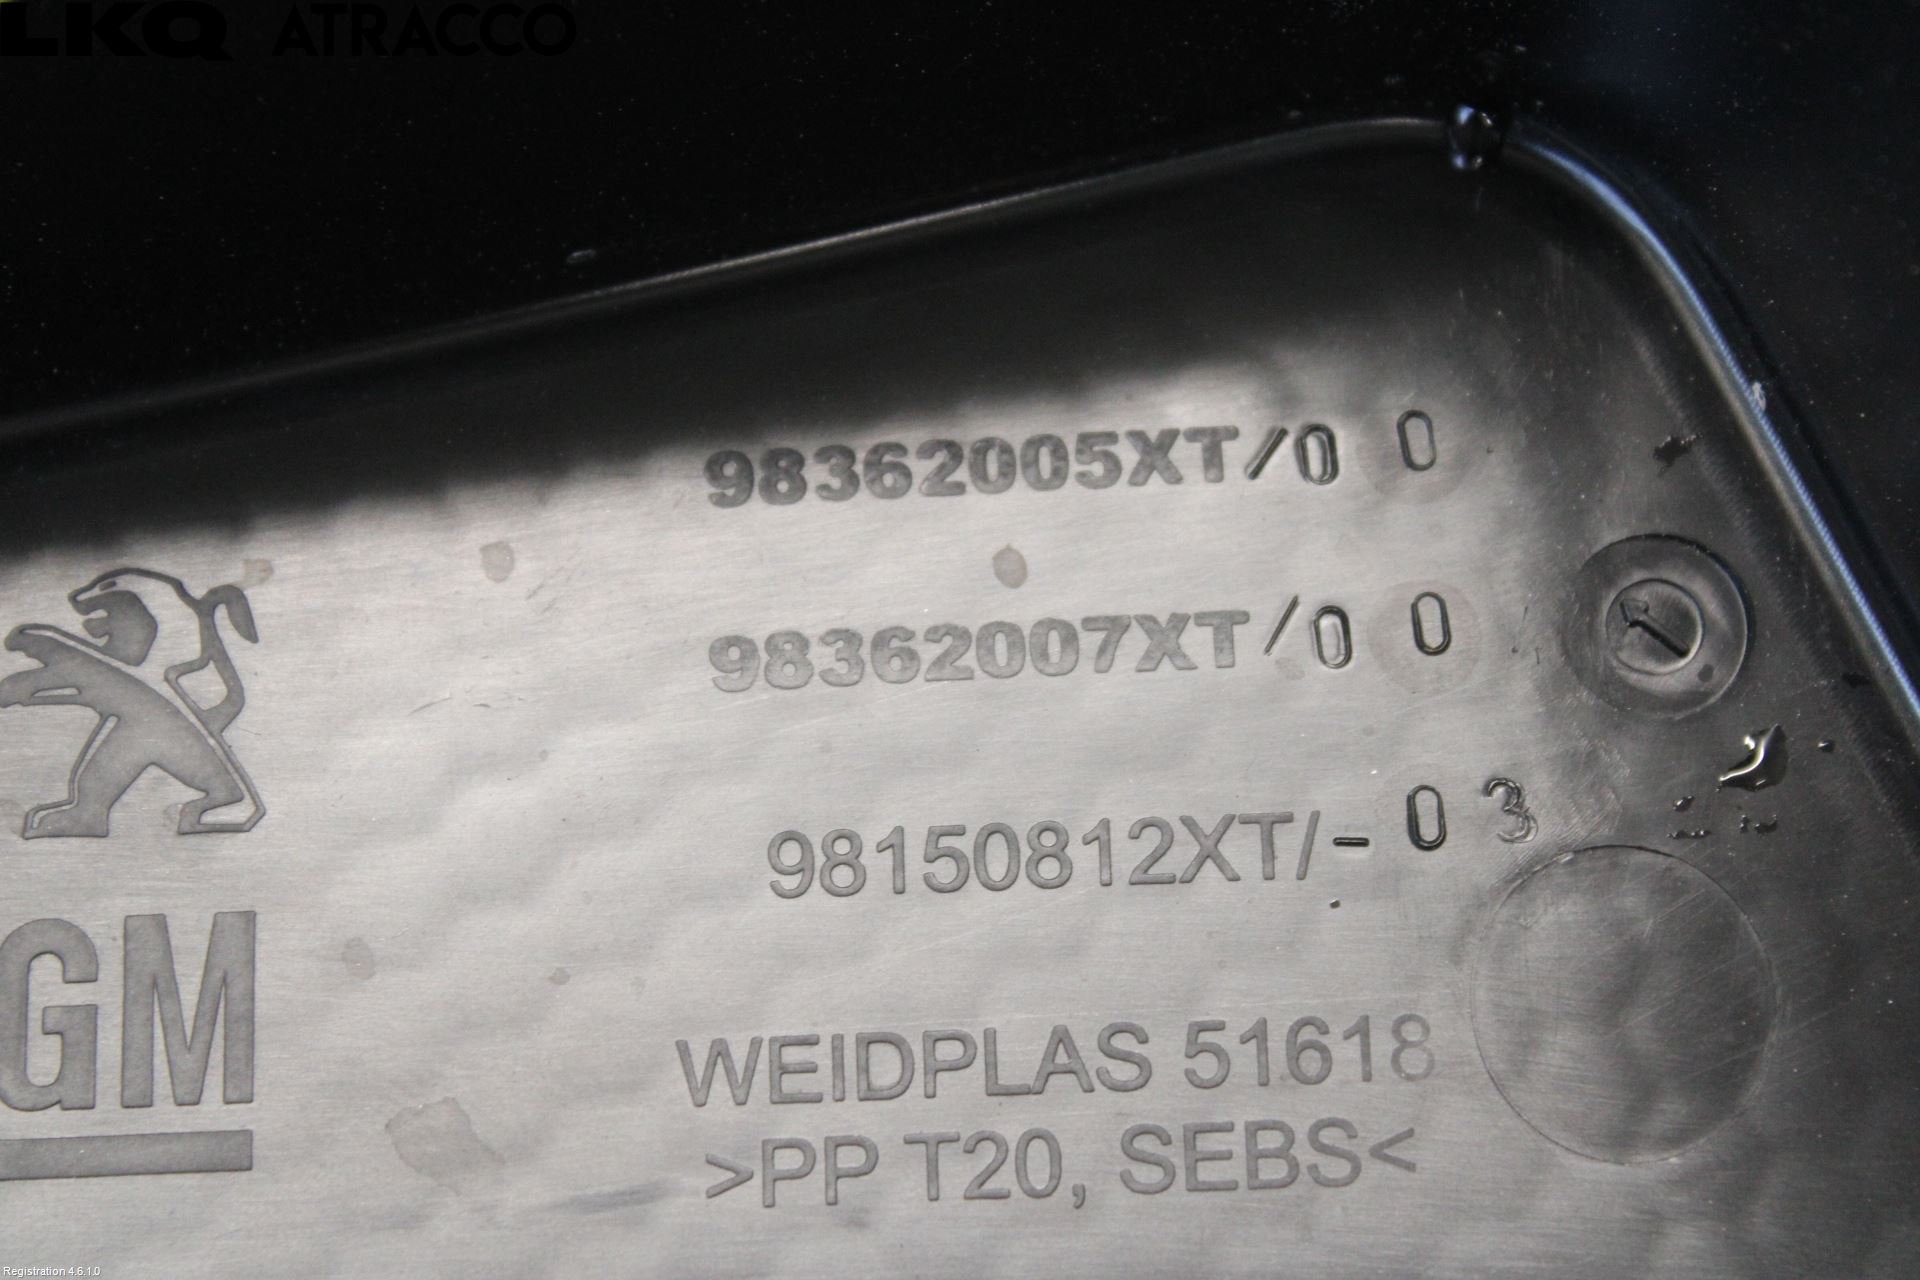 LKQ ATRACCO
98362005XT/0 0
98362007XT/0 0
98150812XT/- 0 3
GM
WEIDPLAS 51618
>PP T20, SEBS<
Registration 4.6.1.0